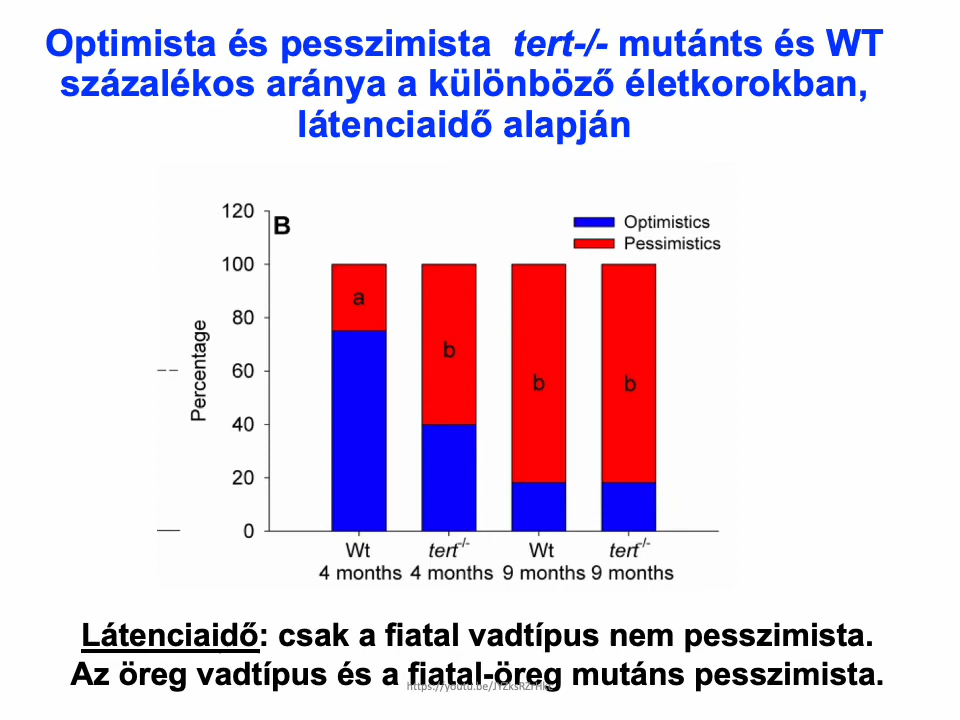 Optimista és pesszimista tert-/- mutánts és WT
százalékos aránya a különböző életkorokban,
látenciaidő alapján
B
Optimistics
Pessimistics
Percentage
120
100
80
60
40
20
0
a
b
b
b
Wt
4 months
tert-/-
4 months
Wt
9 months
tert-/-
9 months
Látenciaidő: csak a fiatal vadtípus nem pesszimista.
Az öreg vadtípus és a fiatal-öreg mutáns pesszimista.